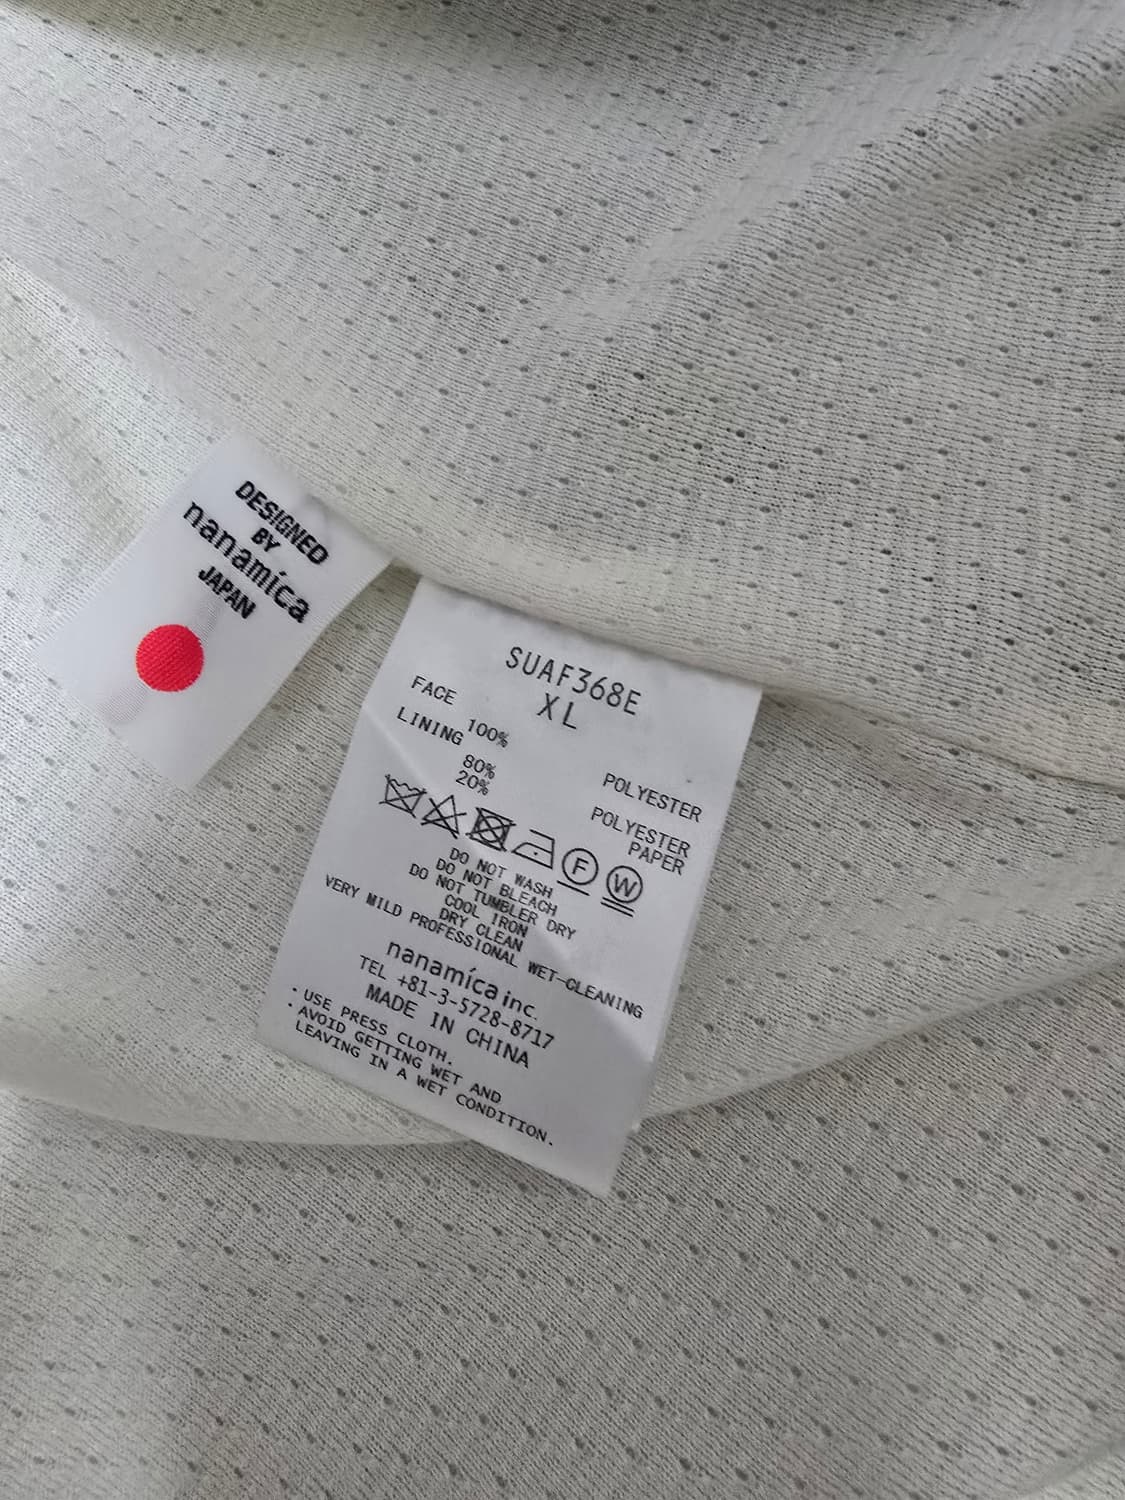 DESIGNED
BY
nanamica
JAPAN
SUAF368E
XL
FACE
100% POLYESTER
LINING
80% POLYESTER
20% PAPER
F W
DO NOT WASH
DO NOT BLEACH
DO NOT TUMBLER DRY
COOL IRON
DRY CLEAN
VERY MILD PROFESSIONAL WET-CLEANING
nanamica inc.
TEL +81-3-5728-8717
MADE IN CHINA
・USE PRESS CLOTH.
・AVOID GETTING WET AND
LEAVING IN A WET CONDITION.